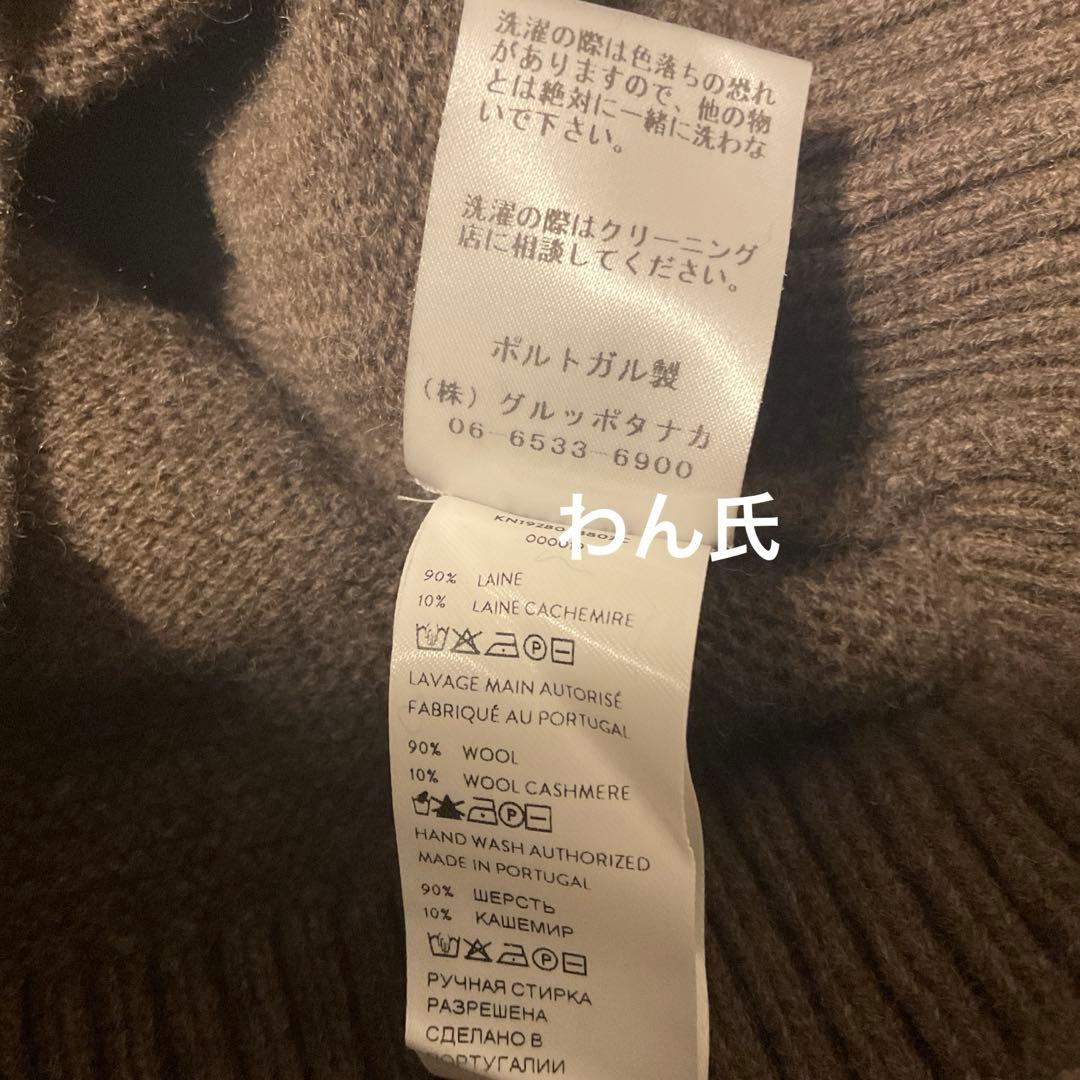 洗濯の際は色落ちの恐れ
がありますので、他の物
とは絶対に一緒に洗わな
いで下さい。
洗濯の際はクリーニング
店に相談してください。
ポルトガル製
(株) グルッポタナカ
06-6533-6900
わん氏
90% LAINE
10% LAINE CACHEMIRE
P
LAVAGE MAIN AUTORISÉ
FABRIQUÉ AU PORTUGAL
90% WOOL
10% WOOL CASHMERE
P
HAND WASH AUTHORIZED
MADE IN PORTUGAL
90% ШЕРСТЬ
10% КАШЕМИР
P
РУЧНАЯ СТИРКА
РАЗРЕШЕНА
СДЕЛАНО В
ПОРТУГАЛИИ